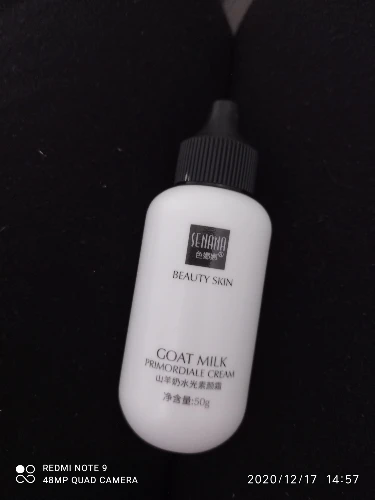 SENANA®
色娜娜
BEAUTY SKIN
GOAT MILK
PRIMORDIALE CREAM
山羊奶水光素颜霜
净含量:50g
REDMI NOTE 9
48MP QUAD CAMERA
2020/12/17 14:57